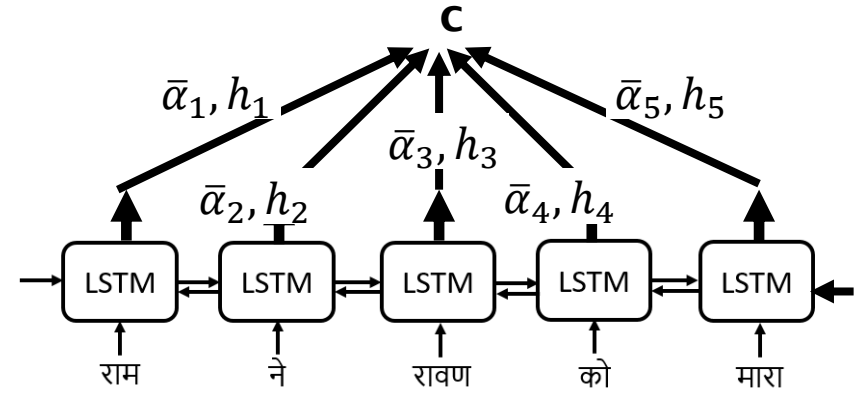 C
ᾱ₁, h₁
ᾱ₂, h₂
ᾱ₃, h₃
ᾱ₄, h₄
ᾱ₅, h₅
LSTM LSTM LSTM LSTM LSTM
राम ने रावण को मारा